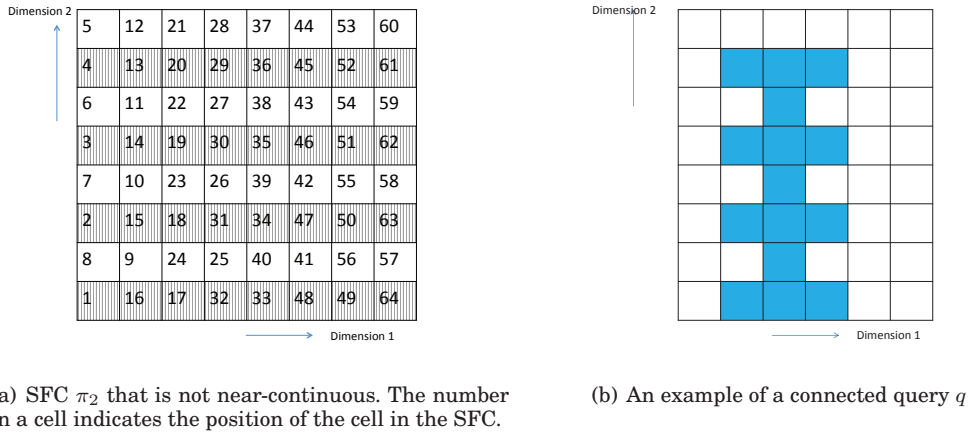 Dimension 2
5 12 21 28 37 44 53 60
4 13 20 29 36 45 52 61
6 11 22 27 38 43 54 59
3 14 19 30 35 46 51 62
7 10 23 26 39 42 55 58
2 15 18 31 34 47 50 63
8 9 24 25 40 41 56 57
1 16 17 32 33 48 49 64
Dimension 1
Dimension 2
Dimension 1
a) SFC π2 that is not near-continuous. The number
n a cell indicates the position of the cell in the SFC.
(b) An example of a connected query q